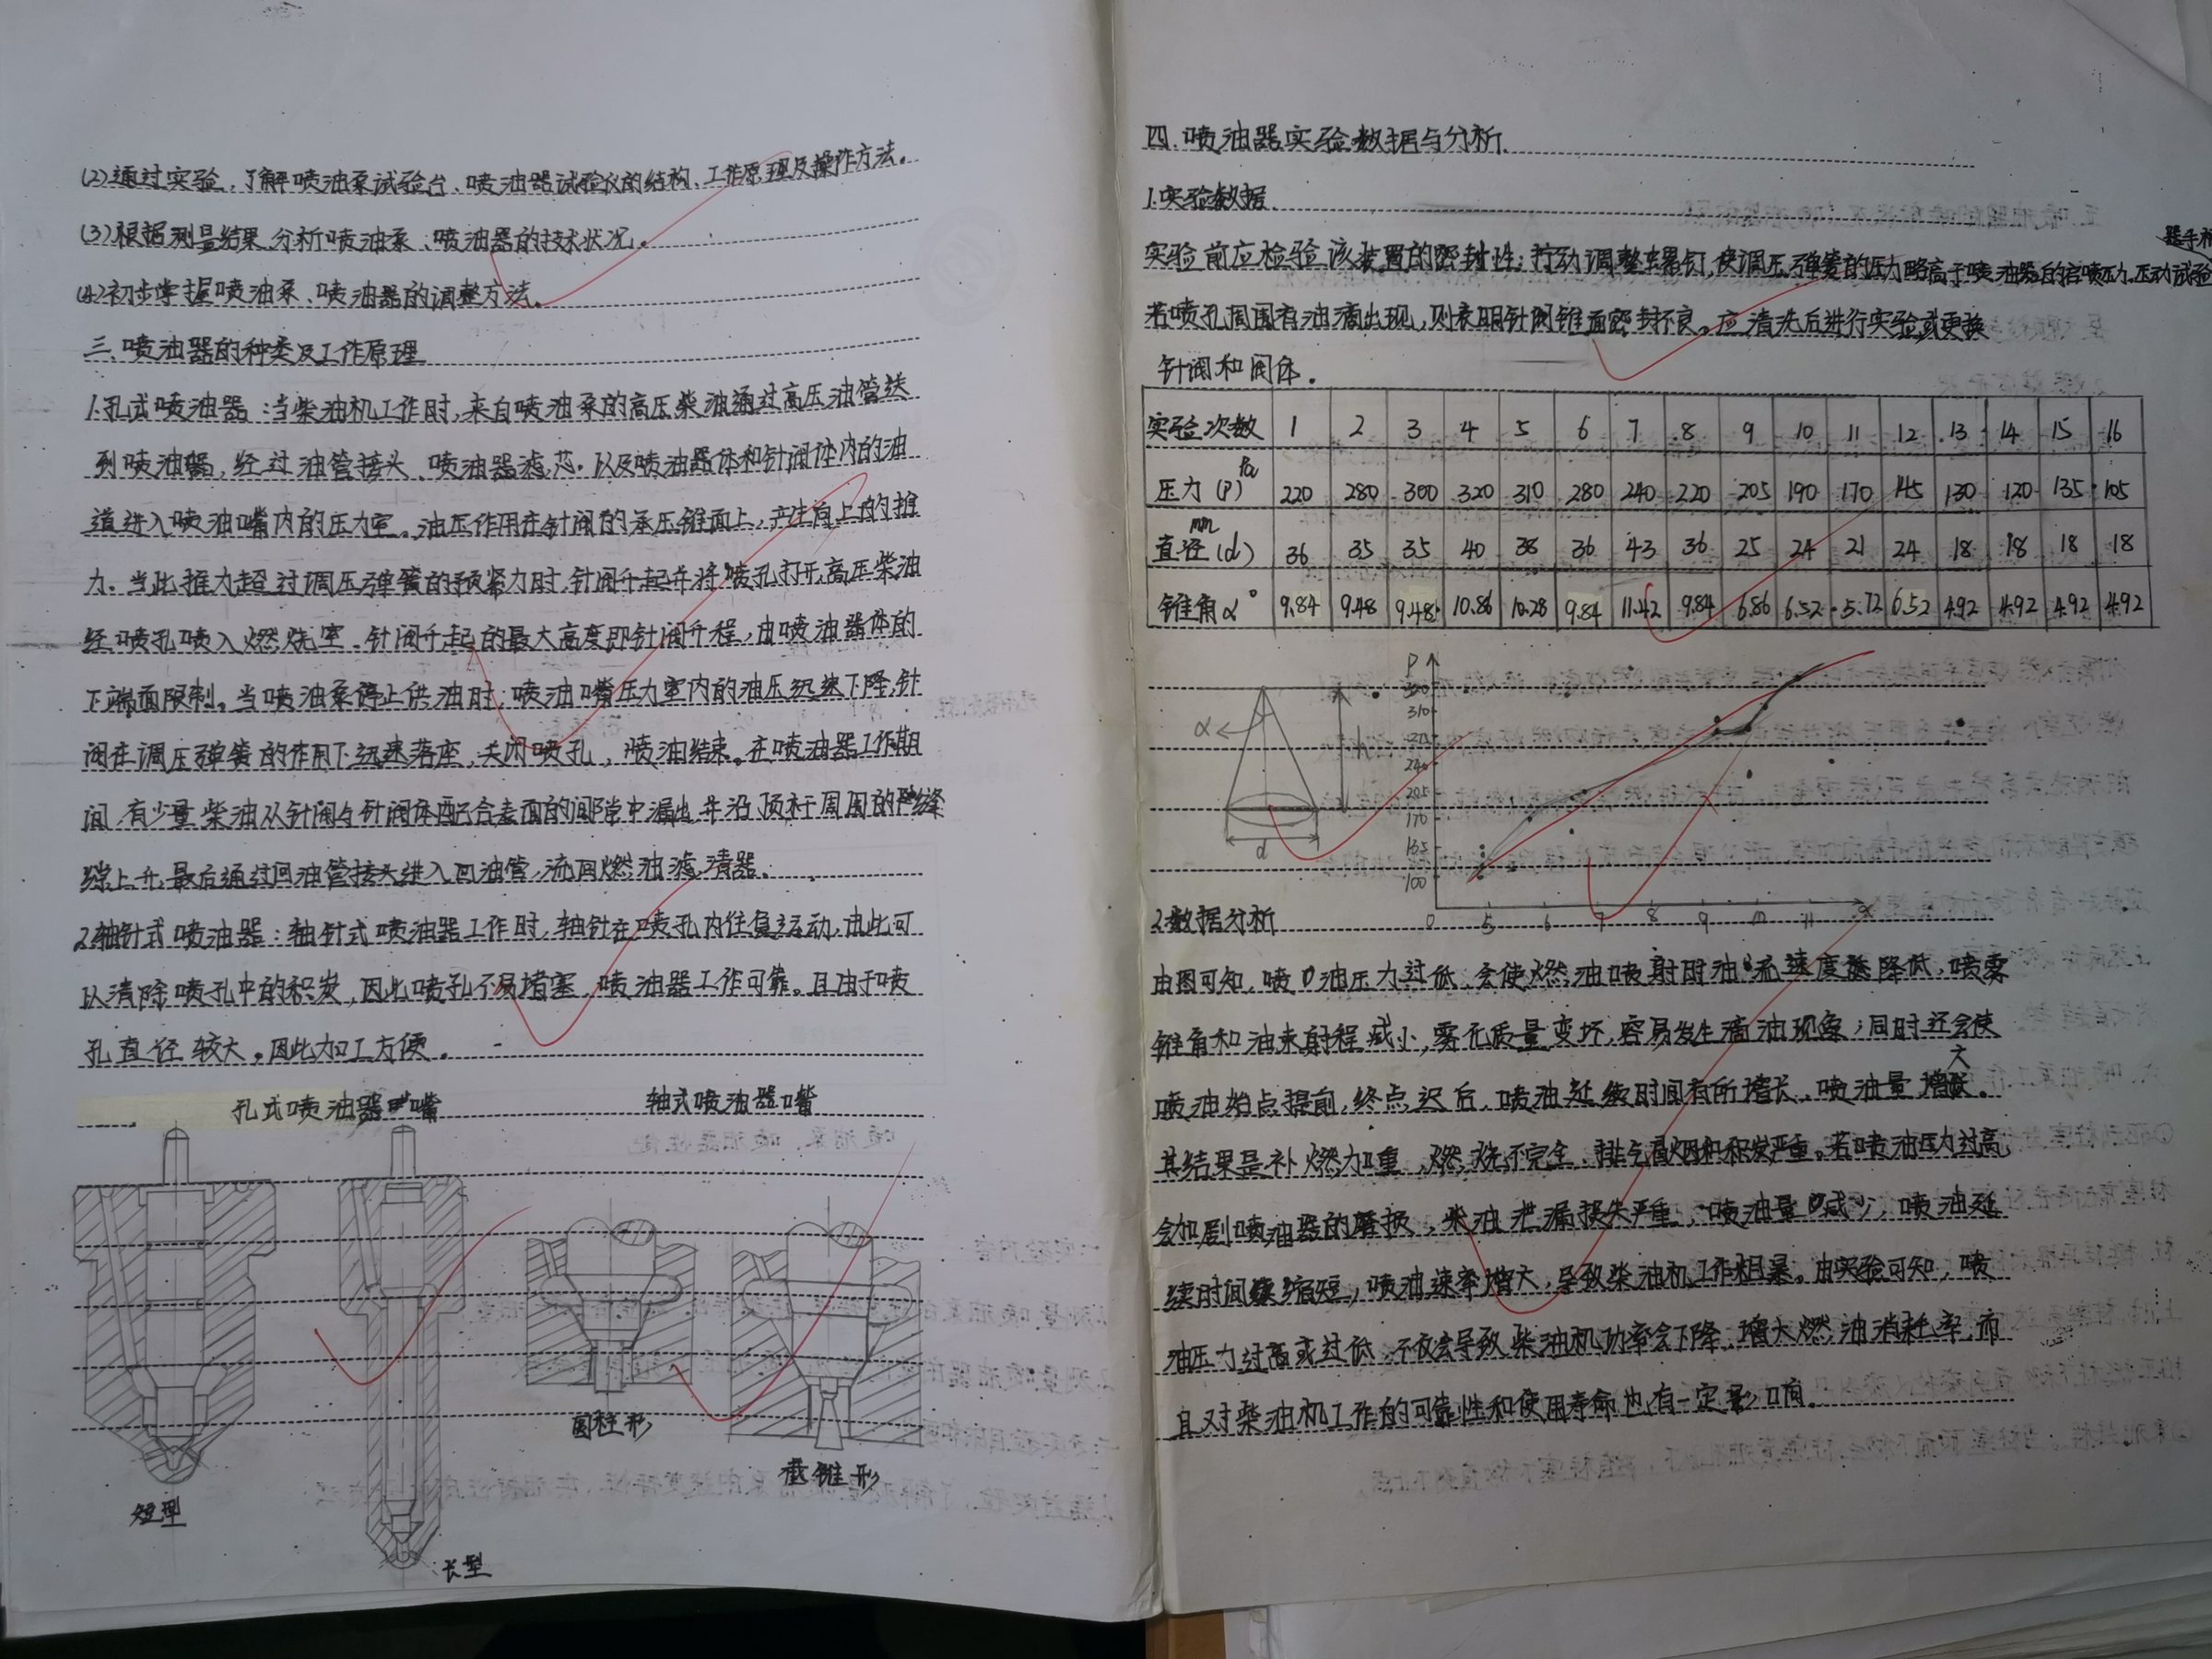 (2)通过实验,了解喷油泵试验台、喷油器试验仪的结构、工作原理及操作方法。
(3)根据测量结果分析喷油泵、喷油器的技术状况。
(4)初步掌握喷油泵、喷油器的调整方法。
三、喷油器的种类及工作原理
1.孔式喷油器:当柴油机工作时,来自喷油泵的高压柴油通过高压油管送
到喷油器,经过油管接头、喷油器滤芯.以及喷油器体和针阀体内的油
道进入喷油嘴内的压力室。油压作用在针阀的承压锥面上,产生向上的推
力。当此推力超过调压弹簧的预紧力时,针阀升起并将喷孔打开,高压柴油
经喷孔喷入燃烧室。针阀升起的最大高度即针阀升程,由喷油器体的
下端面限制。当喷油泵停止供油时,喷油嘴压力室内的油压迅速下降,针
阀在调压弹簧的作用下迅速落座,关闭喷孔,喷油结束。在喷油器工作期
间,有少量柴油从针阀与针阀体配合表面的间隙中漏出,并沿顶杆周围的缝
隙上升,最后通过回油管接头进入回油管,流回燃油滤清器。
2.轴针式喷油器:轴针式喷油器工作时,轴针在喷孔内往复运动,由此可
以清除喷孔中的积炭,因此喷孔不易堵塞,喷油器工作可靠。且由于喷
孔直径较大。因此加工方便。
孔式喷油器喷嘴 轴式喷油器嘴
短型
长型
圆柱形
截锥形
四.喷油器实验数据与分析.
1.实验数据.
实验前应检验该装置的密封性:拧动调整螺钉,使调压弹簧的压力略高于喷油器的启喷压力.压动试验器手柄
若喷孔周围有油滴出现,则表明针阀锥面密封不良。应清洗后进行实验或更换
针阀和阀体.
实验次数 1 2 3 4 5 6 7 8 9 10 11 12 13 14 15 16
压力(P)Pa 220 280 300 320 310 280 240 220 205 190 170 145 130 120 135 105
直径(d)mm 36 35 35 40 38 36 43 36 25 24 21 24 18 18 18 18
锥角α° 9.84 9.48 9.48 10.86 10.28 9.84 11.42 9.84 6.86 6.52 5.72 6.52 4.92 4.92 4.92 4.92
α h d
P
310
240
205
170
135
100
0 5 6 7 8 9 10 11 α
2.数据分析
由图可知,喷油压力过低,会使燃油喷射时油流速度降低,喷雾
锥角和油束射程减小,雾化质量变坏,容易发生滴油现象;同时还会使
喷油始点提前,终点迟后,喷油延续时间有所增长,喷油量增大。
其结果是补燃加重,燃烧不完全、排气冒烟和积炭严重。若喷油压力过高,
会加剧喷油器的磨损,柴油泄漏损失严重,喷油量减少,喷油延
续时间缩短,喷油速率增大,导致柴油机工作粗暴。由实验可知,喷
油压力过高或过低,不仅会导致柴油机功率会下降,增大燃油消耗率,而
且对柴油机工作的可靠性和使用寿命也有一定影响。